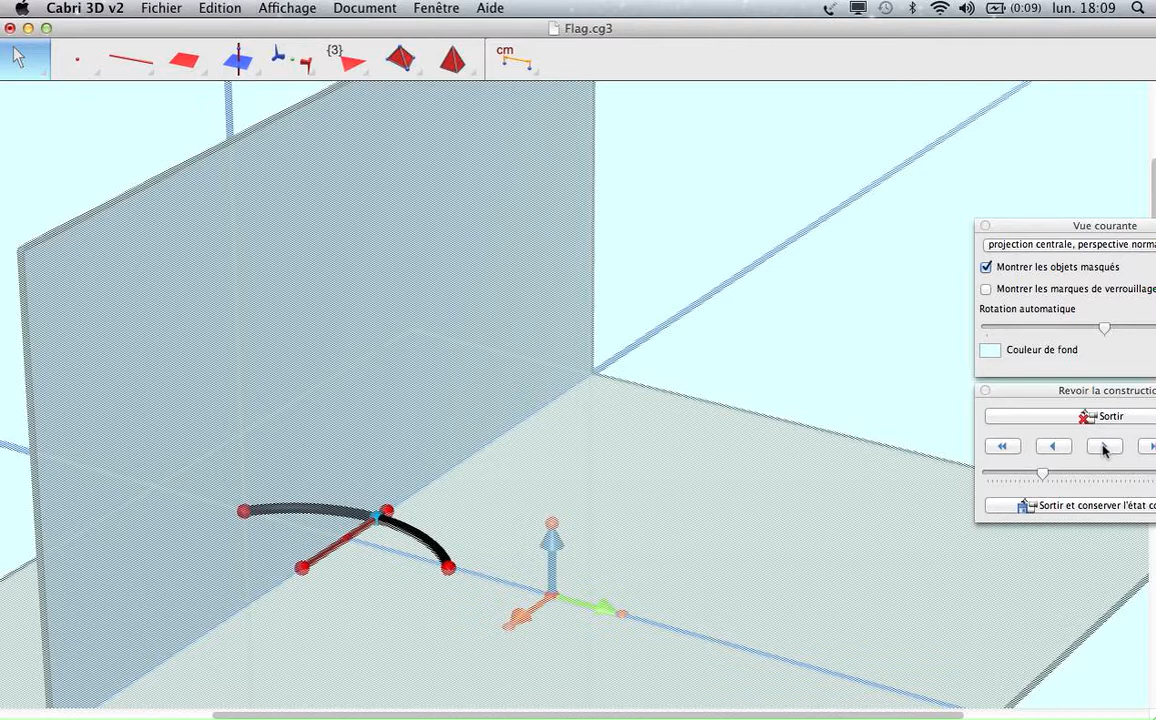 Cabri 3D v2 Fichier Edition Affichage Document Fenêtre Aide (0:09) lun. 18:09
Flag.cg3
{3}
cm
Vue courante
projection centrale, perspective norma
Montrer les objets masqués
Montrer les marques de verrouillage
Rotation automatique
Couleur de fond
Revoir la constructio
Sortir
Sortir et conserver l'état co